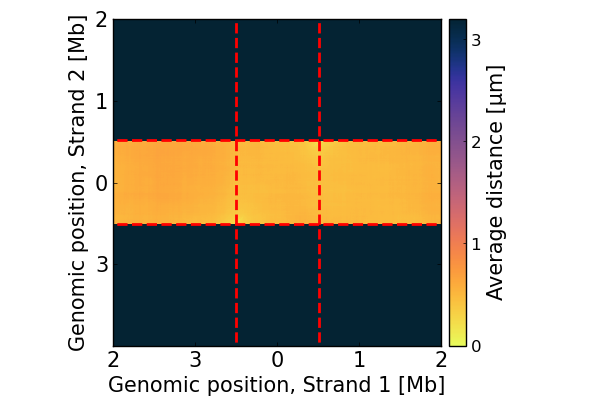 2
1
0
3
Genomic position, Strand 2 [Mb]
2 3 0 1 2
Genomic position, Strand 1 [Mb]
3
2
1
0
Average distance [μm]